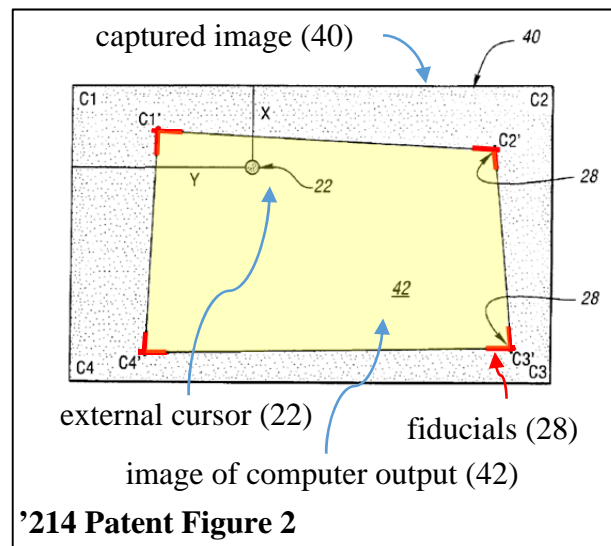 captured image (40)
40
C1
C2
X
C1'
C2'
Y
22
28
42
28
C4'
C3'
C4
C3
external cursor (22)
fiducials (28)
image of computer output (42)
’214 Patent Figure 2